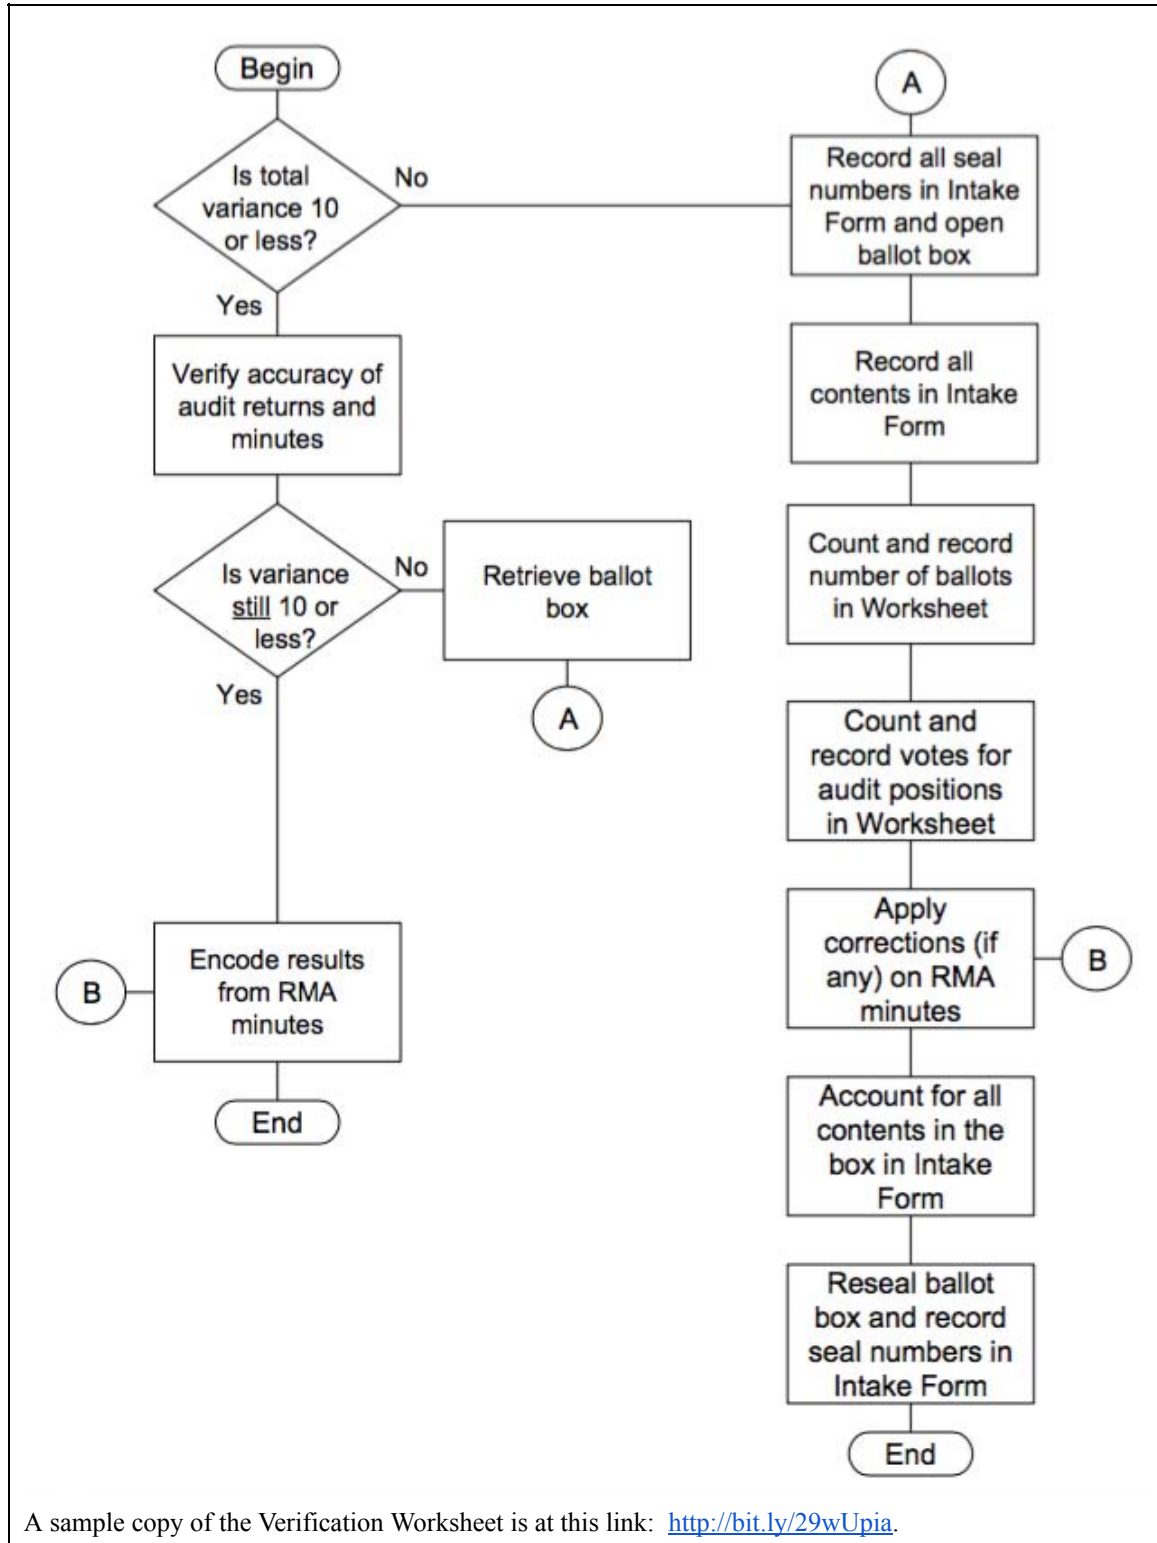 Begin
Is total
variance 10
or less?
No
Yes
Verify accuracy of
audit returns and
minutes
Is variance
still 10 or
less?
No
Retrieve ballot
box
A
Yes
B
Encode results
from RMA
minutes
End
A
Record all seal
numbers in Intake
Form and open
ballot box
Record all
contents in Intake
Form
Count and record
number of ballots
in Worksheet
Count and
record votes for
audit positions
in Worksheet
Apply
corrections (if
any) on RMA
minutes
B
Account for all
contents in the
box in Intake
Form
Reseal ballot
box and record
seal numbers in
Intake Form
End
A sample copy of the Verification Worksheet is at this link:  http://bit.ly/29wUpia.